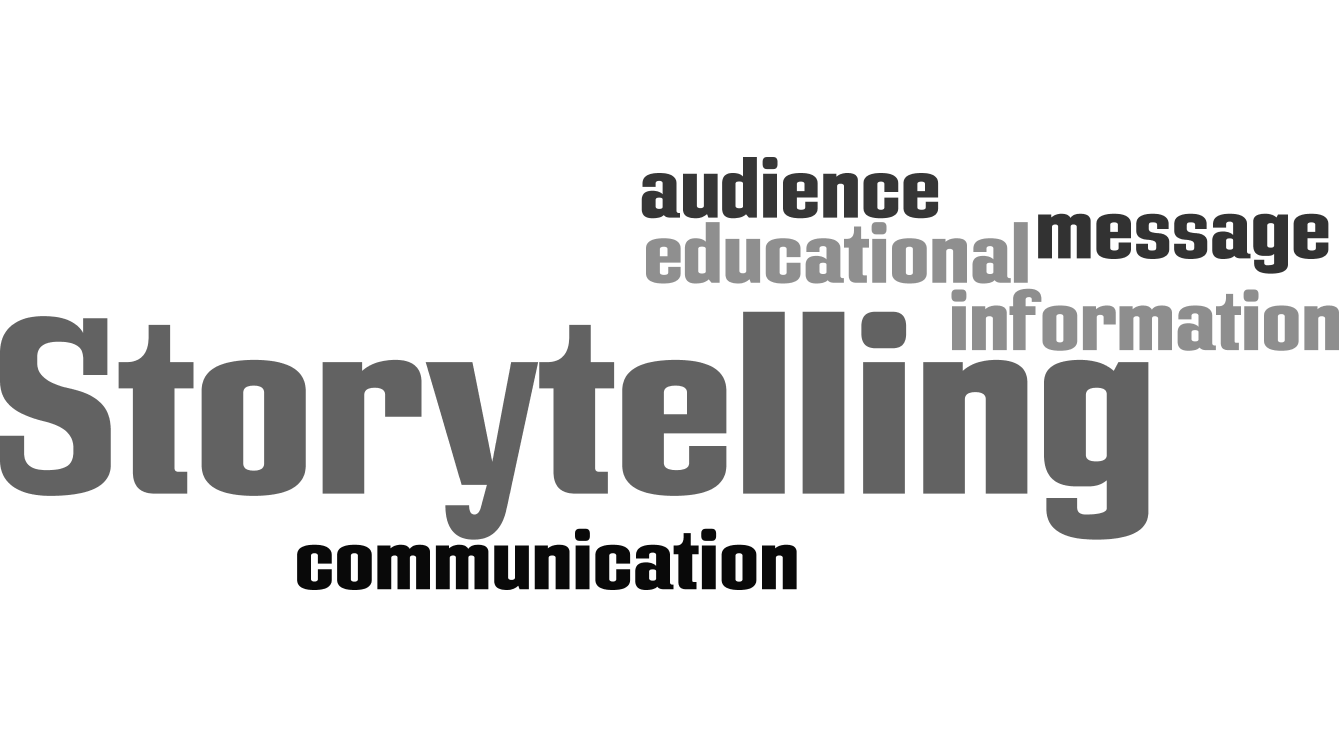 audience
educational
message
information
Storytelling
communication